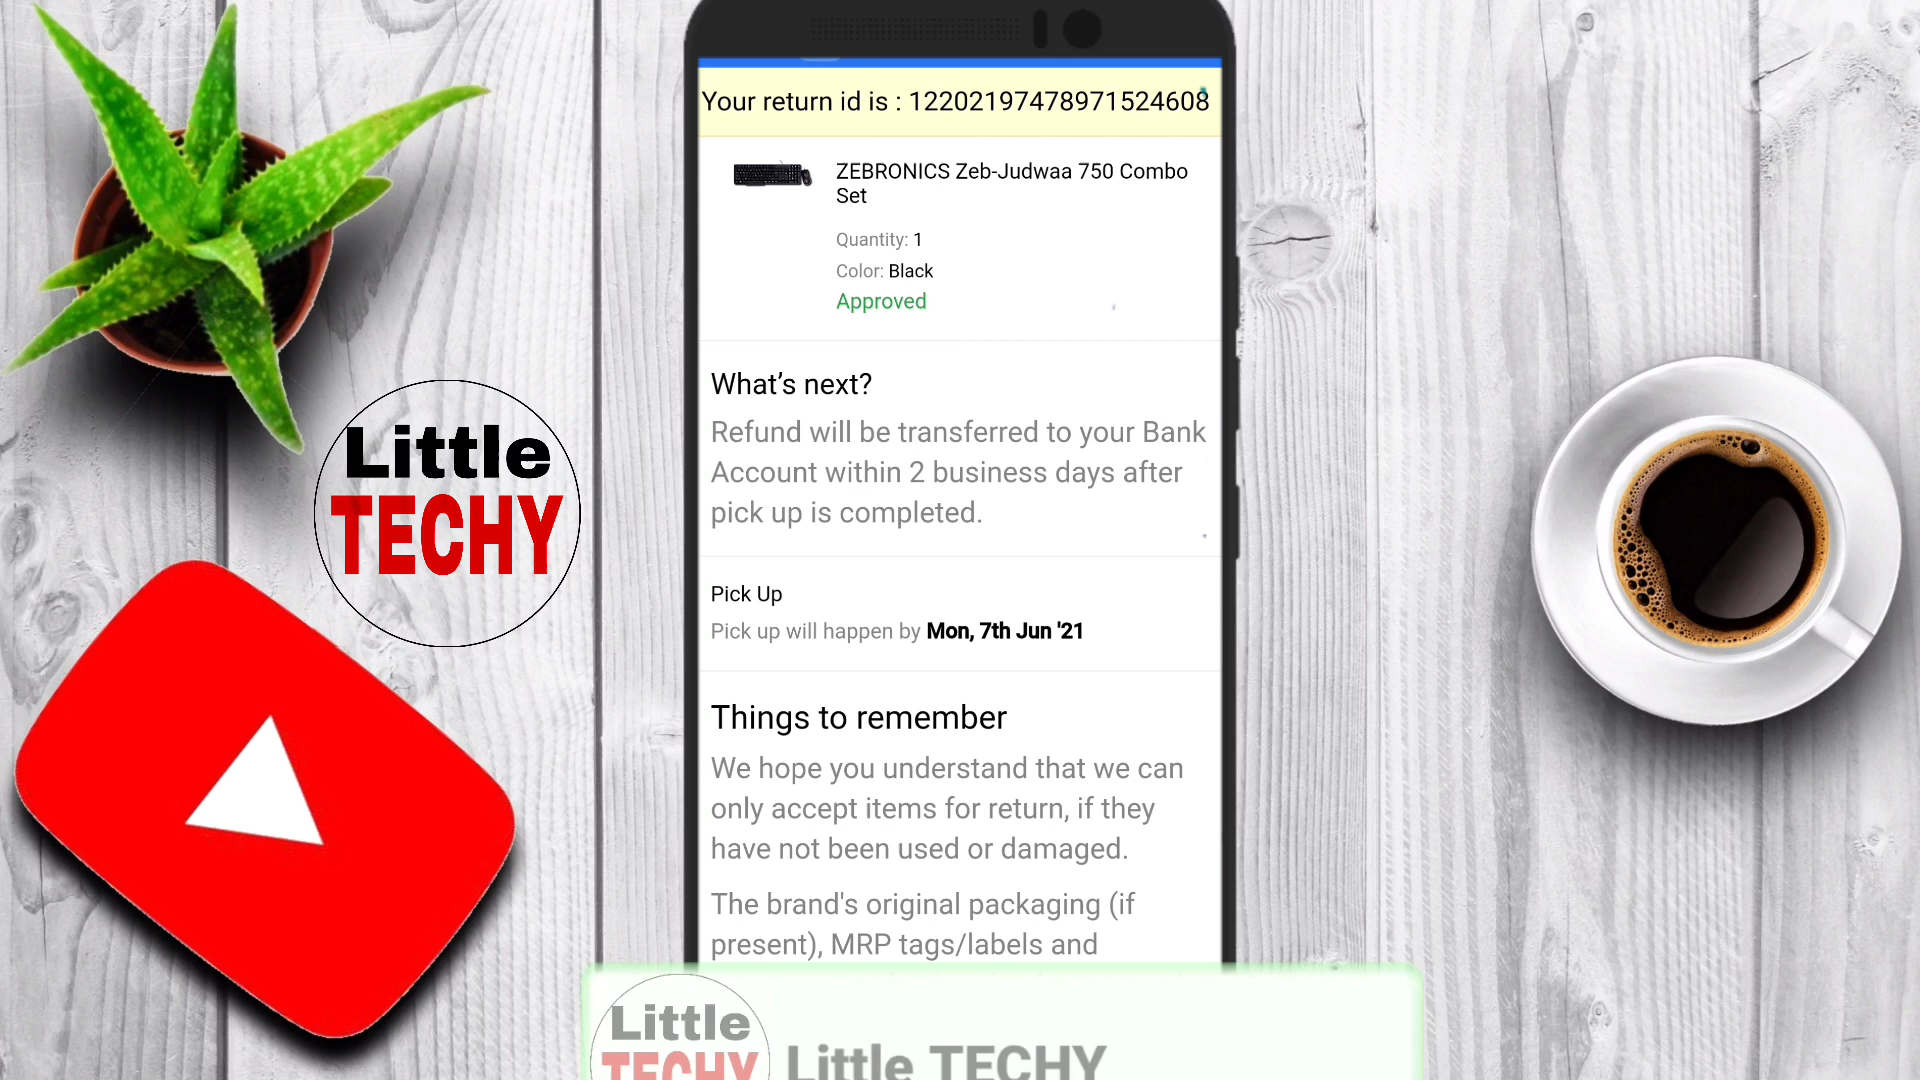 Your return id is : 12202197478971524608
ZEBRONICS Zeb-Judwaa 750 Combo
Set
Quantity: 1
Color: Black
Approved
What’s next?
Refund will be transferred to your Bank
Account within 2 business days after
pick up is completed.
Pick Up
Pick up will happen by Mon, 7th Jun '21
Things to remember
We hope you understand that we can
only accept items for return, if they
have not been used or damaged.
The brand's original packaging (if
present), MRP tags/labels and
Little
TECHY
Little
TECHY
Little TECHY